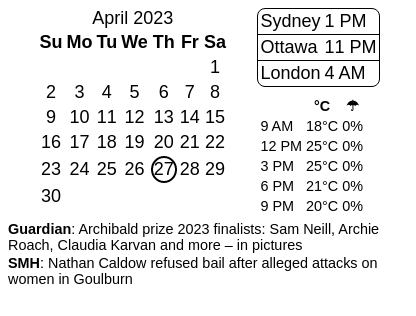 April 2023
Su Mo Tu We Th Fr Sa
1
2 3 4 5 6 7 8
9 10 11 12 13 14 15
16 17 18 19 20 21 22
23 24 25 26 27 28 29
30
Sydney 1 PM
Ottawa 11 PM
London 4 AM
°C ☂
9 AM 18°C 0%
12 PM 25°C 0%
3 PM 25°C 0%
6 PM 21°C 0%
9 PM 20°C 0%
Guardian: Archibald prize 2023 finalists: Sam Neill, Archie
Roach, Claudia Karvan and more – in pictures
SMH: Nathan Caldow refused bail after alleged attacks on
women in Goulburn